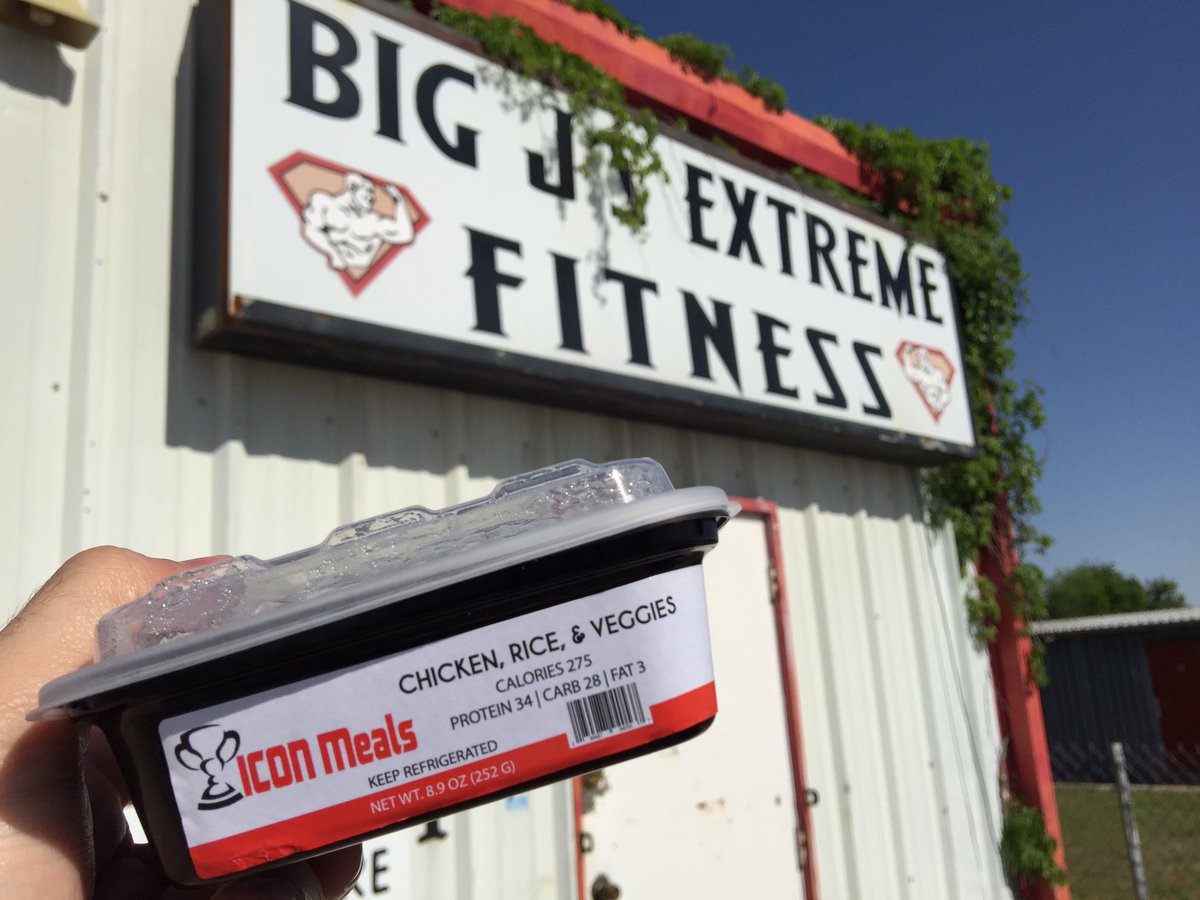 BIG J'S EXTREME
FITNESS
CHICKEN, RICE, & VEGGIES
CALORIES 275
PROTEIN 34 | CARB 28 | FAT 3
ICON Meals
KEEP REFRIGERATED
NET WT. 8.9 OZ (252 G)
RE